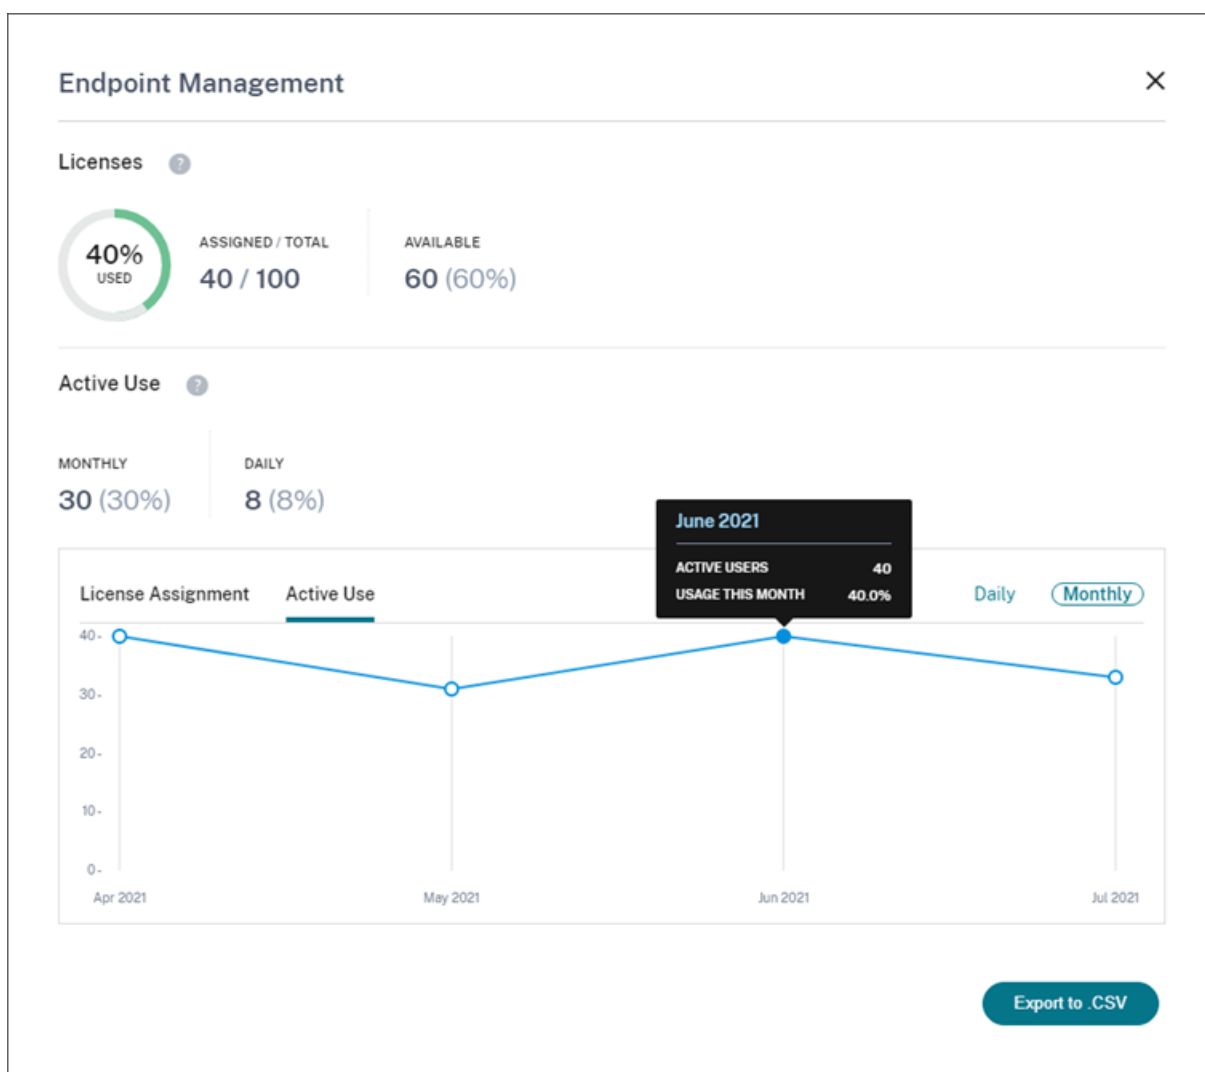 Endpoint Management
Licenses ?
40%
USED
ASSIGNED / TOTAL
40 / 100
AVAILABLE
60 (60%)
Active Use ?
MONTHLY
30 (30%)
DAILY
8 (8%)
June 2021
ACTIVE USERS 40
USAGE THIS MONTH 40.0%
License Assignment Active Use Daily Monthly
40
30
20
10
0
Apr 2021 May 2021 Jun 2021 Jul 2021
Export to .CSV